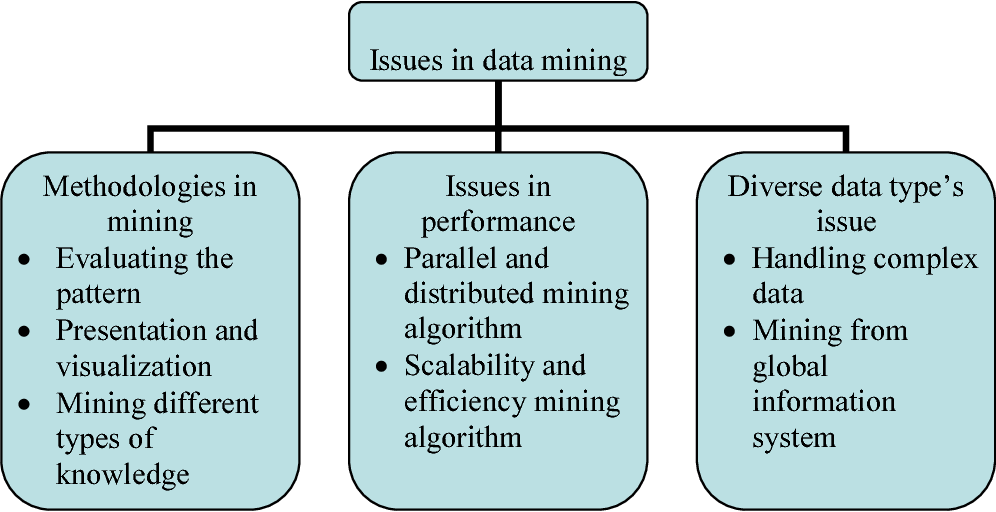 Issues in data mining
Methodologies in
mining
• Evaluating the
pattern
• Presentation and
visualization
• Mining different
types of
knowledge
Issues in
performance
• Parallel and
distributed mining
algorithm
• Scalability and
efficiency mining
algorithm
Diverse data type’s
issue
• Handling complex
data
• Mining from
global
information
system